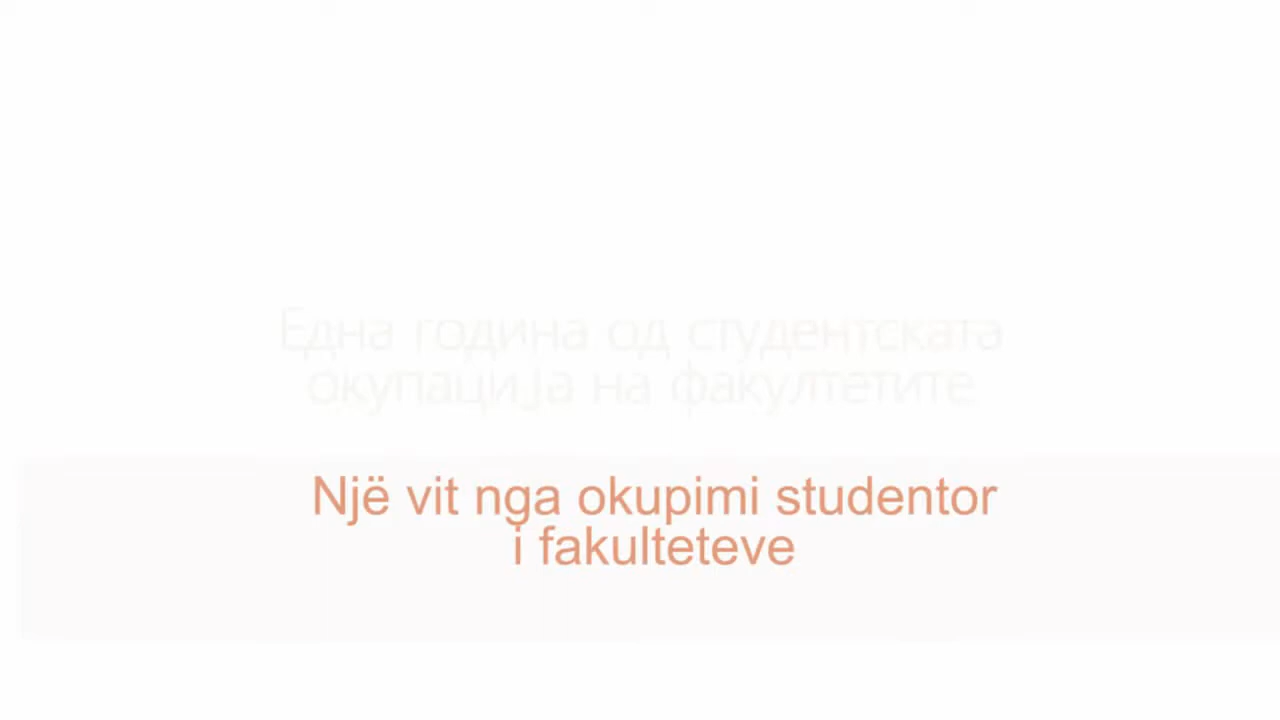 Една година од студентската
окупација на факултетите
Një vit nga okupimi studentor
i fakulteteve